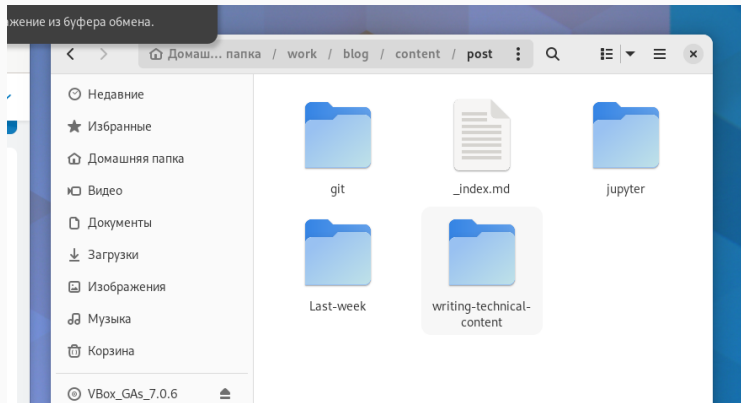 ажение из буфера обмена.
Домаш... папка / work / blog / content / post
Недавние
Избранные
Домашняя папка
Видео
Документы
Загрузки
Изображения
Музыка
Корзина
VBox_GAs_7.0.6
git
_index.md
jupyter
Last-week
writing-technical-
content